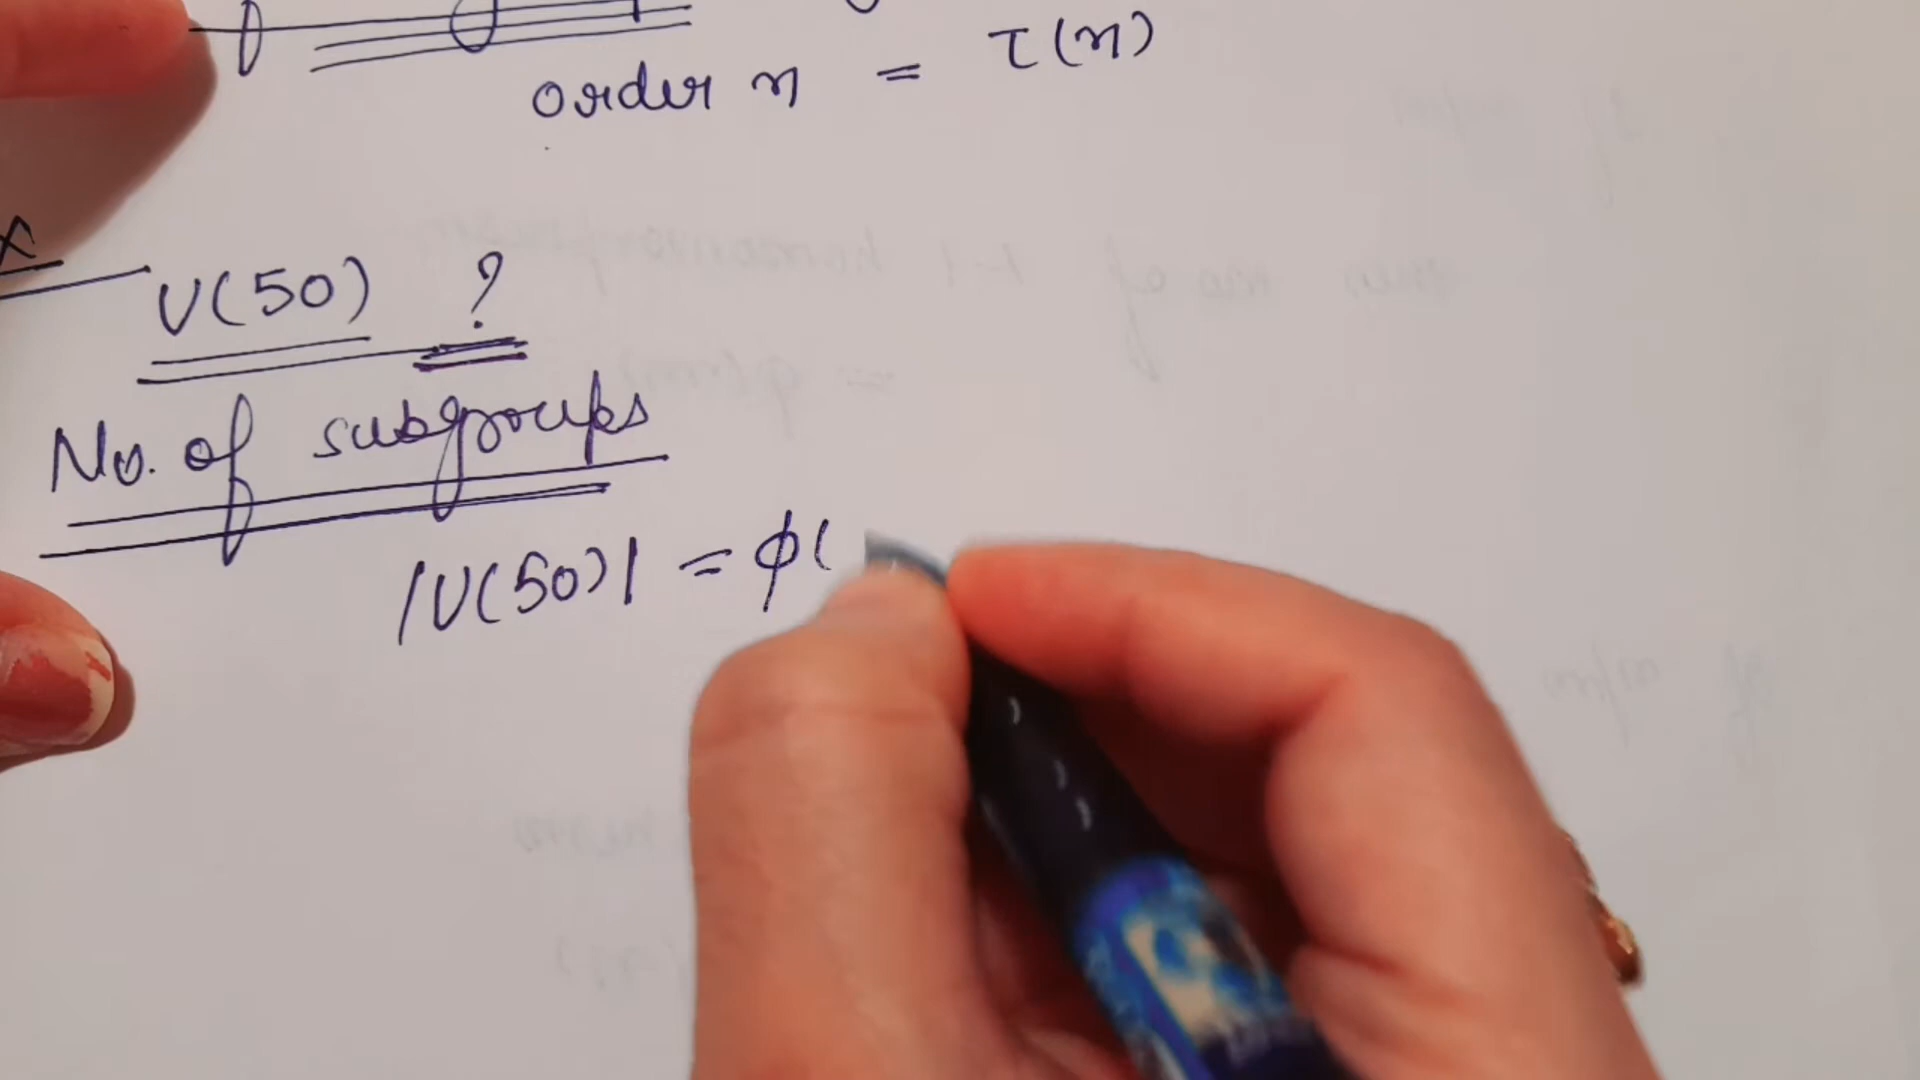 order n = τ(n)
U(50) ?
No. of subgroups
|U(50)| = φ(